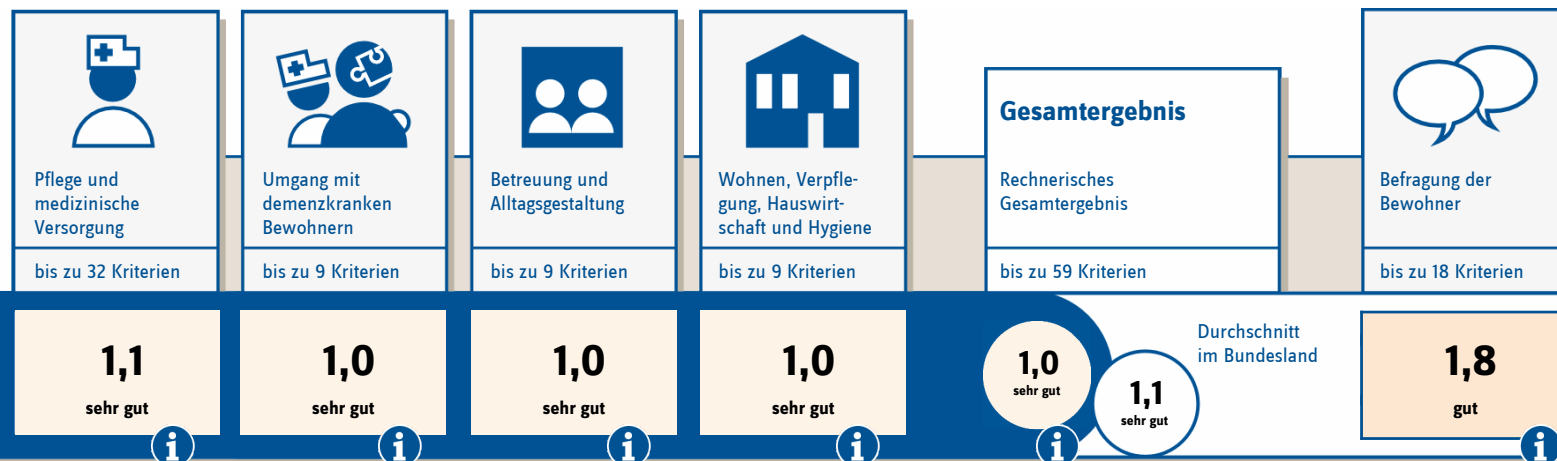 Pflege und
medizinische
Versorgung
bis zu 32 Kriterien
1,1
sehr gut
i
Umgang mit
demenzkranken
Bewohnern
bis zu 9 Kriterien
1,0
sehr gut
i
Betreuung und
Alltagsgestaltung
bis zu 9 Kriterien
1,0
sehr gut
i
Wohnen, Verpfle-
gung, Hauswirt-
schaft und Hygiene
bis zu 9 Kriterien
1,0
sehr gut
i
Gesamtergebnis
Rechnerisches
Gesamtergebnis
bis zu 59 Kriterien
1,0
sehr gut
i
1,1
sehr gut
Durchschnitt
im Bundesland
Befragung der
Bewohner
bis zu 18 Kriterien
1,8
gut
i